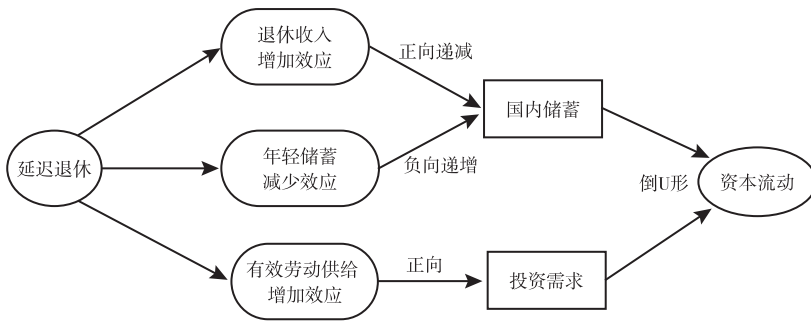 退休收入
增加效应
正向递减
国内储蓄
延迟退休
年轻储蓄
减少效应
负向递增
倒U形
资本流动
有效劳动供给
增加效应
正向
投资需求